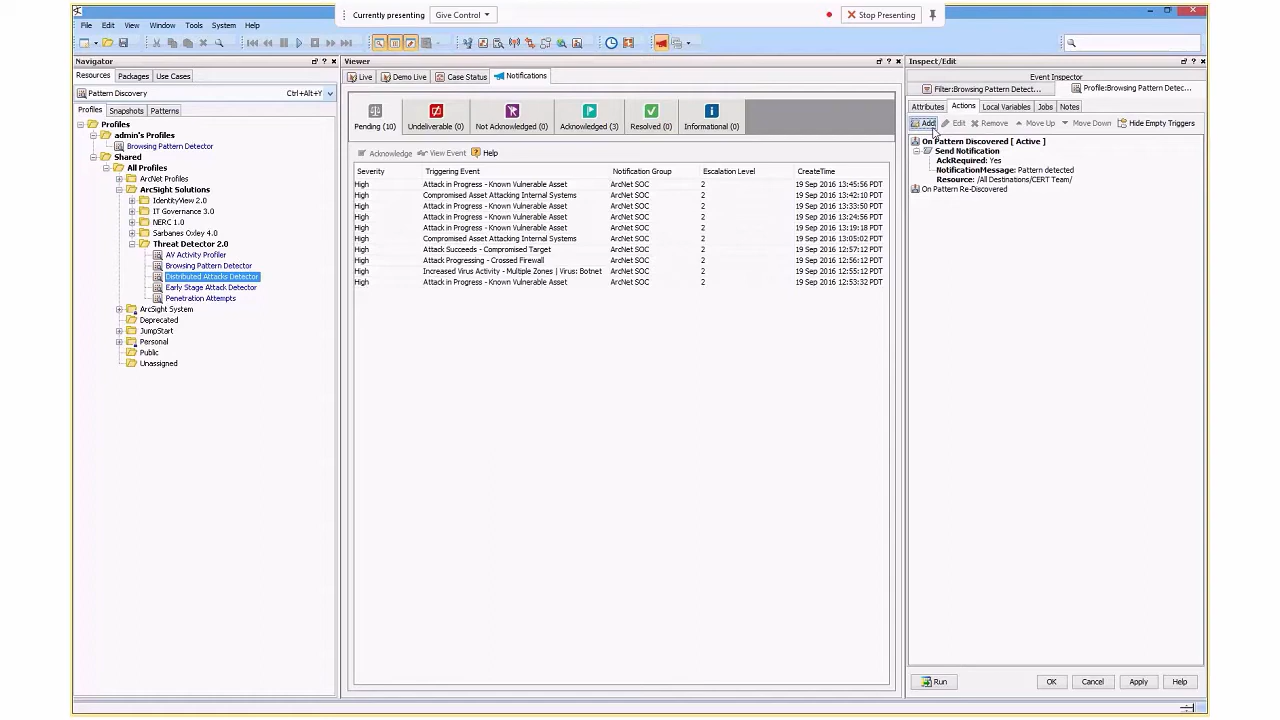 Currently presenting Give Control Stop Presenting
File Edit View Window Tools System Help
Navigator
Resources Packages Use Cases
Pattern Discovery Ctrl+Alt+Y
Profiles Snapshots Patterns
Profiles
admin's Profiles
Browsing Pattern Detector
Shared
All Profiles
ArcNet Profiles
ArcSight Solutions
IdentityView 2.0
IT Governance 3.0
NERC 1.0
Sarbanes Oxley 4.0
Threat Detector 2.0
AV Activity Profiler
Browsing Pattern Detector
Distributed Attacks Detector
Early Stage Attack Detector
Penetration Attempts
ArcSight System
Deprecated
JumpStart
Personal
Public
Unassigned
Viewer
Live Demo Live Case Status Notifications
Pending (10) Undeliverable (0) Not Acknowledged (0) Acknowledged (3) Resolved (0) Informational (0)
Acknowledge View Event Help
Severity Triggering Event Notification Group Escalation Level CreateTime
High Attack in Progress - Known Vulnerable Asset ArcNet SOC 2 19 Sep 2016 13:45:56 PDT
High Compromised Asset Attacking Internal Systems ArcNet SOC 2 19 Sep 2016 13:42:10 PDT
High Attack in Progress - Known Vulnerable Asset ArcNet SOC 2 19 Sep 2016 13:33:50 PDT
High Attack in Progress - Known Vulnerable Asset ArcNet SOC 2 19 Sep 2016 13:24:56 PDT
High Attack in Progress - Known Vulnerable Asset ArcNet SOC 2 19 Sep 2016 13:19:18 PDT
High Compromised Asset Attacking Internal Systems ArcNet SOC 2 19 Sep 2016 13:05:02 PDT
High Attack Succeeds - Compromised Target ArcNet SOC 2 19 Sep 2016 12:57:12 PDT
High Attack Progressing - Crossed Firewall ArcNet SOC 2 19 Sep 2016 12:56:12 PDT
High Increased Virus Activity - Multiple Zones | Virus: Botnet ArcNet SOC 2 19 Sep 2016 12:55:12 PDT
High Attack in Progress - Known Vulnerable Asset ArcNet SOC 2 19 Sep 2016 12:53:32 PDT
Inspect/Edit
Event Inspector
Filter:Browsing Pattern Detect... Profile:Browsing Pattern Detec...
Attributes Actions Local Variables Jobs Notes
Add Edit Remove Move Up Move Down Hide Empty Triggers
On Pattern Discovered [ Active ]
Send Notification
AckRequired: Yes
NotificationMessage: Pattern detected
Resource: /All Destinations/CERT Team/
On Pattern Re-Discovered
Run OK Cancel Apply Help